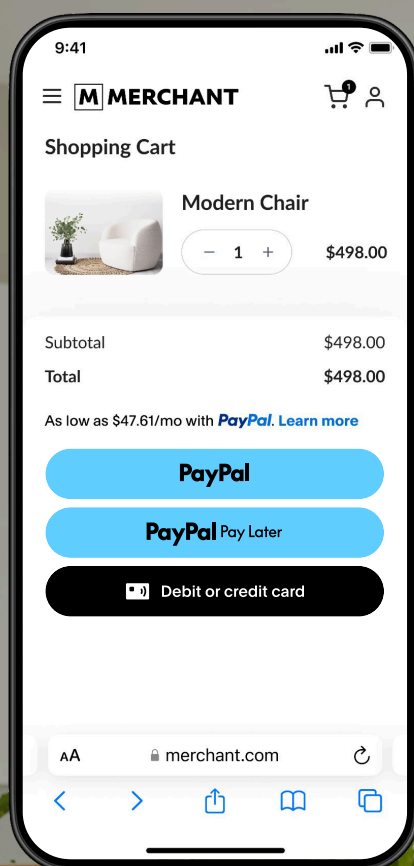 9:41
M MERCHANT
1
Shopping Cart
Modern Chair
− 1 + $498.00
Subtotal $498.00
Total $498.00
As low as $47.61/mo with PayPal. Learn more
PayPal
PayPal Pay Later
Debit or credit card
AA merchant.com